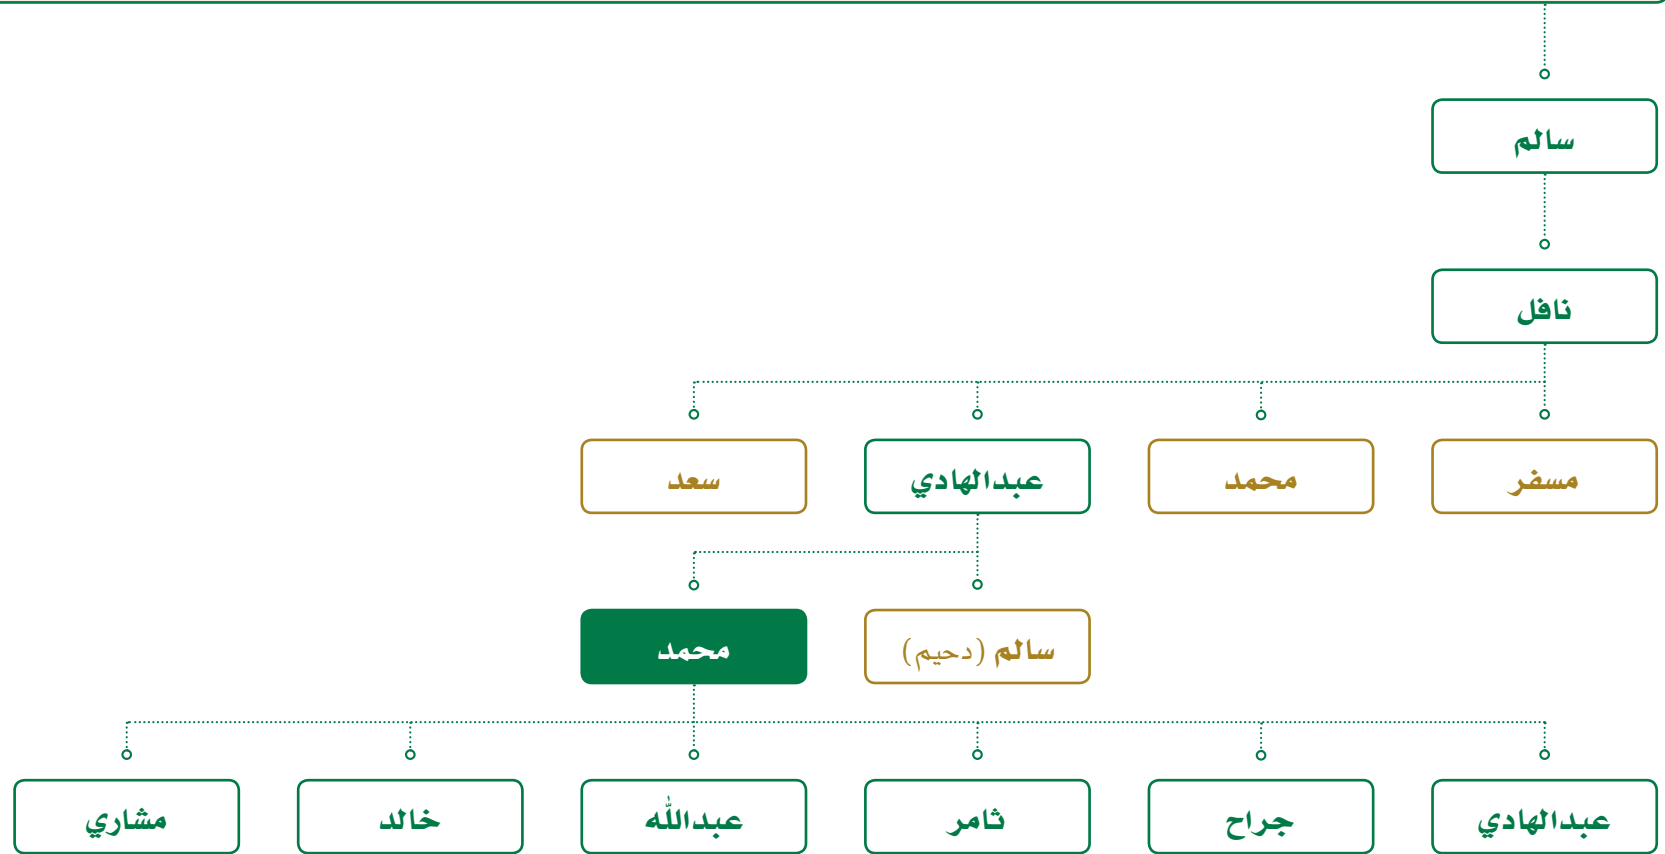 سالم
نافل
مسفر
محمد
عبدالهادي
سعد
سالم (دحيم)
محمد
عبدالهادي
جراح
ثامر
عبدالله
خالد
مشاري